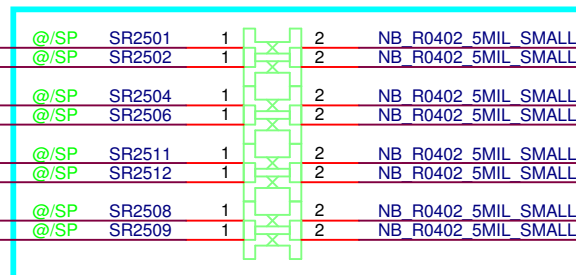 @/SP SR2501 1 2 NB_R0402_5MIL_SMALL
@/SP SR2502 1 2 NB_R0402_5MIL_SMALL
@/SP SR2504 1 2 NB_R0402_5MIL_SMALL
@/SP SR2506 1 2 NB_R0402_5MIL_SMALL
@/SP SR2511 1 2 NB_R0402_5MIL_SMALL
@/SP SR2512 1 2 NB_R0402_5MIL_SMALL
@/SP SR2508 1 2 NB_R0402_5MIL_SMALL
@/SP SR2509 1 2 NB_R0402_5MIL_SMALL